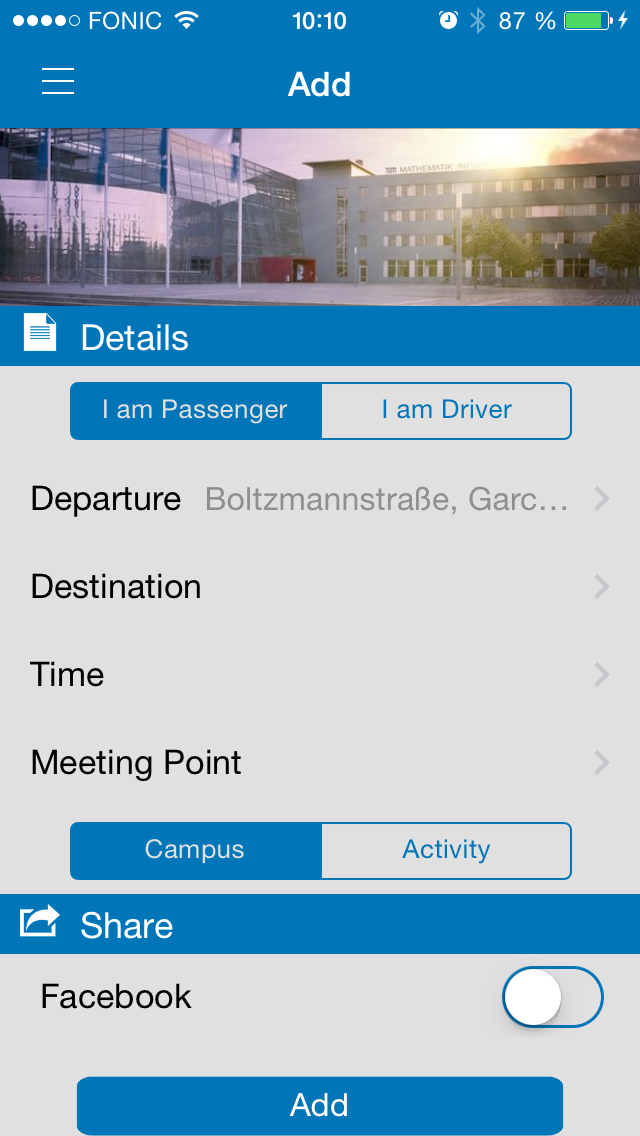 FONIC 10:10 87 %
Add
TUM MATHEMATIK
Details
I am Passenger I am Driver
Departure Boltzmannstraße, Garc...
Destination
Time
Meeting Point
Campus Activity
Share
Facebook
Add